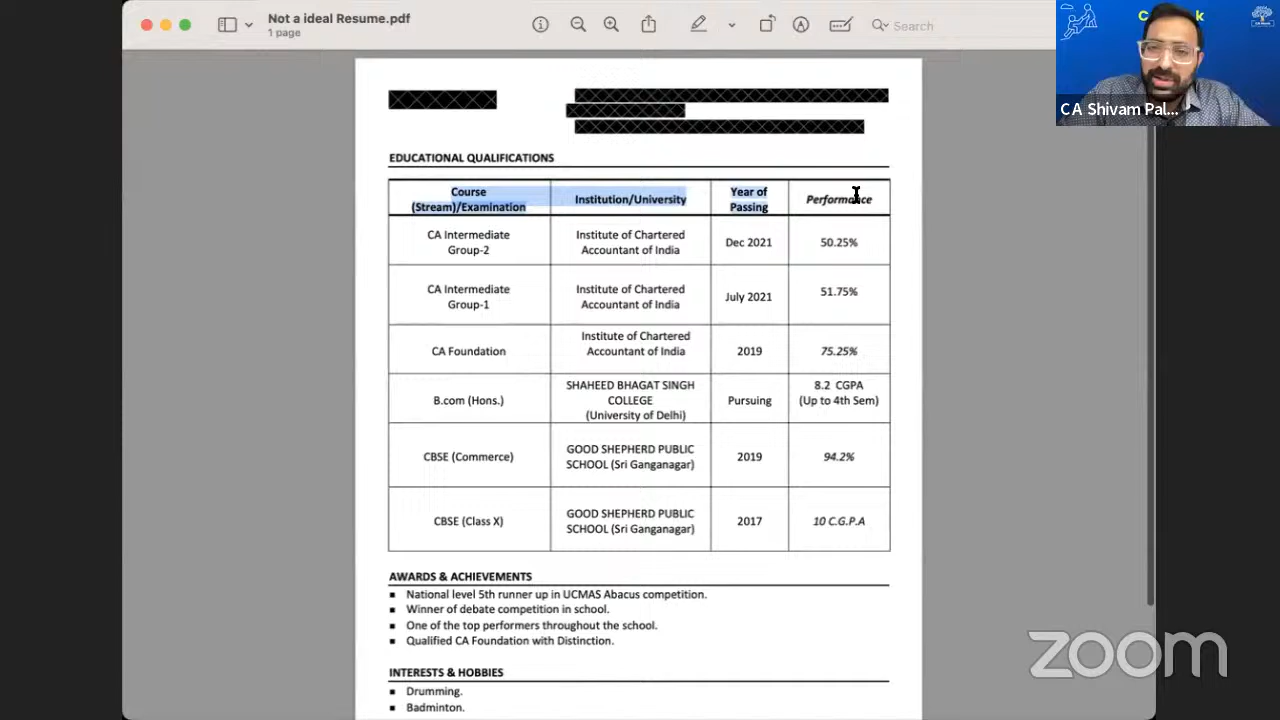 Not a ideal Resume.pdf
1 page
Search
CA Shivam Pal...
EDUCATIONAL QUALIFICATIONS
Course
(Stream)/Examination
Institution/University
Year of
Passing
Performance
CA Intermediate
Group-2
Institute of Chartered
Accountant of India
Dec 2021
50.25%
CA Intermediate
Group-1
Institute of Chartered
Accountant of India
July 2021
51.75%
CA Foundation
Institute of Chartered
Accountant of India
2019
75.25%
B.com (Hons.)
SHAHEED BHAGAT SINGH
COLLEGE
(University of Delhi)
Pursuing
8.2 CGPA
(Up to 4th Sem)
CBSE (Commerce)
GOOD SHEPHERD PUBLIC
SCHOOL (Sri Ganganagar)
2019
94.2%
CBSE (Class X)
GOOD SHEPHERD PUBLIC
SCHOOL (Sri Ganganagar)
2017
10 C.G.P.A
AWARDS & ACHIEVEMENTS
▪ National level 5th runner up in UCMAS Abacus competition.
▪ Winner of debate competition in school.
▪ One of the top performers throughout the school.
▪ Qualified CA Foundation with Distinction.
INTERESTS & HOBBIES
▪ Drumming.
▪ Badminton.
zoom